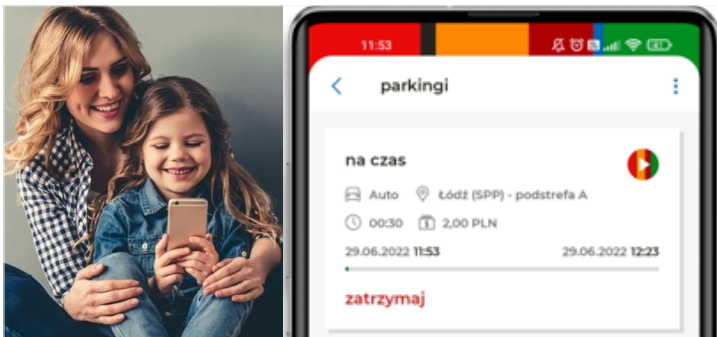 11:53
parkingi
na czas
Auto Łódź (SPP) - podstrefa A
00:30 2,00 PLN
29.06.2022 11:53 29.06.2022 12:23
zatrzymaj